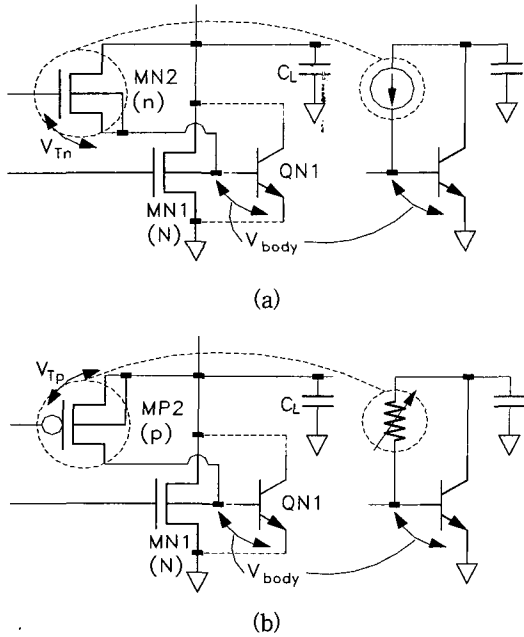 MN2
(n)
V_Tn
C_L
QN1
MN1
(N)
V_body
(a)
V_Tp
MP2
(p)
C_L
QN1
MN1
(N)
V_body
(b)